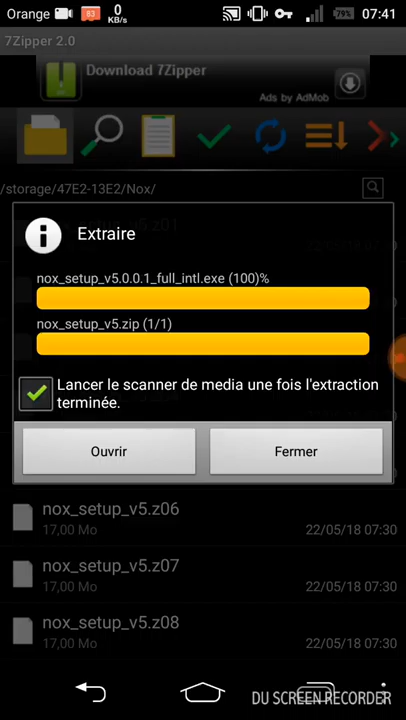 Orange 83 0 KB/s 79% 07:41
7Zipper 2.0
Download 7Zipper
Ads by AdMob
/storage/47E2-13E2/Nox/
Extraire
nox_setup_v5.0.0.1_full_intl.exe (100)%
nox_setup_v5.zip (1/1)
Lancer le scanner de media une fois l'extraction
terminée.
Ouvrir Fermer
nox_setup_v5.z06
17,00 Mo 22/05/18 07:30
nox_setup_v5.z07
17,00 Mo 22/05/18 07:30
nox_setup_v5.z08
17,00 Mo 22/05/18 07:30
DU SCREEN RECORDER